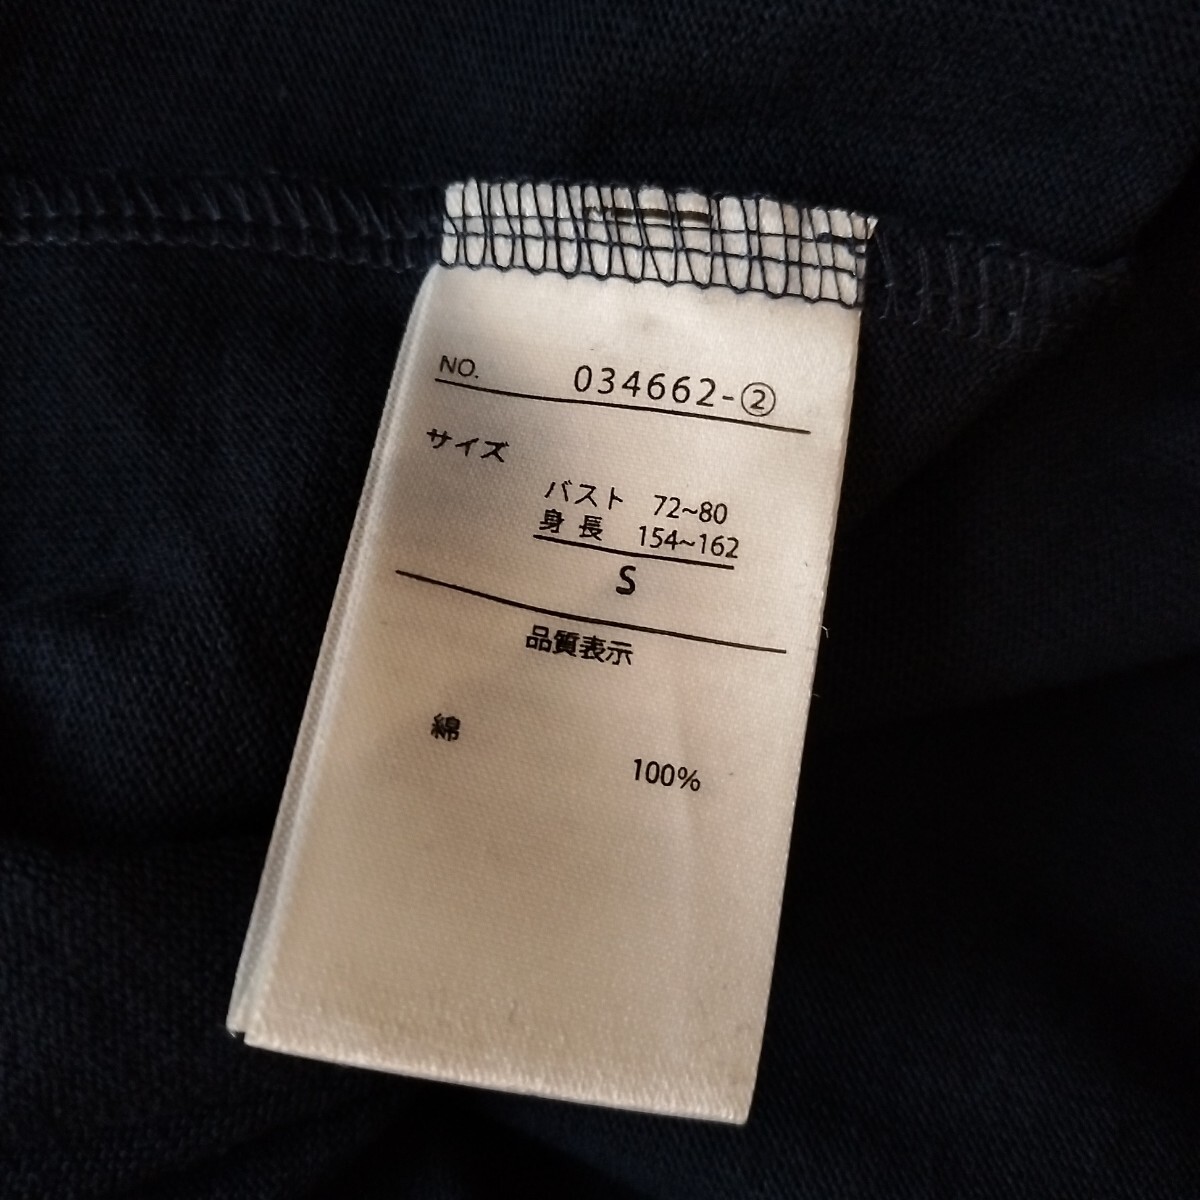 NO. 034662-②
サイズ
バスト 72~80
身長 154~162
S
品質表示
綿
100%